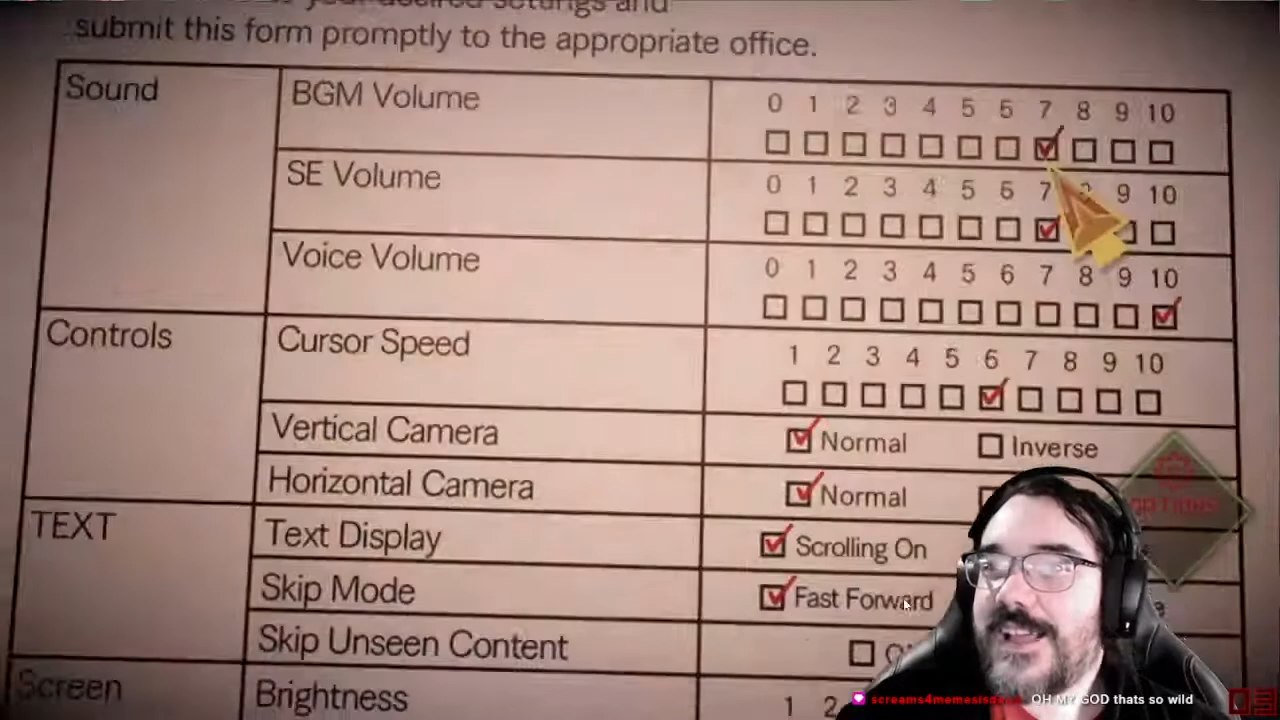 submit this form promptly to the appropriate office.
Sound
BGM Volume
0 1 2 3 4 5 6 7 8 9 10
SE Volume
0 1 2 3 4 5 6 7 9 10
Voice Volume
0 1 2 3 4 5 6 7 8 9 10
Controls
Cursor Speed
1 2 3 4 5 6 7 8 9 10
Vertical Camera
Normal Inverse
Horizontal Camera
Normal
TEXT
Text Display
Scrolling On
Skip Mode
Fast Forward
Skip Unseen Content
Screen
Brightness
1 2
OH MY GOD thats so wild